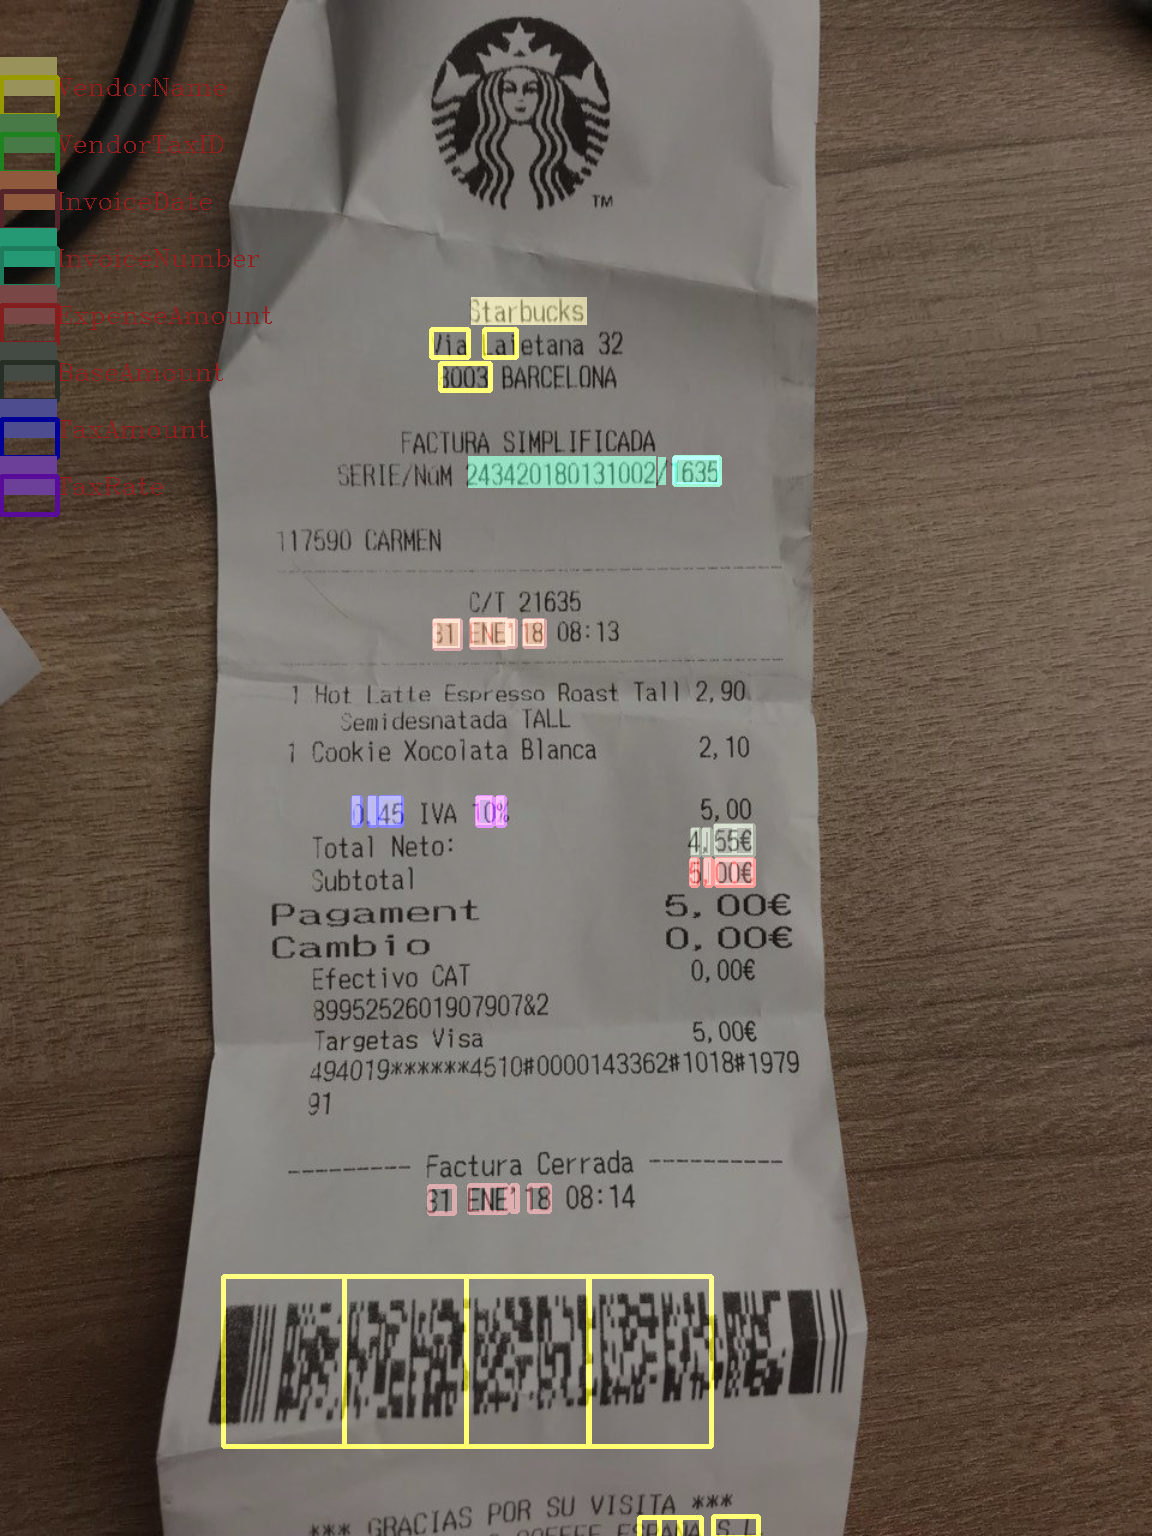 VendorName
VendorTaxID
InvoiceDate
InvoiceNumber
ExpenseAmount
BaseAmount
TaxAmount
TaxRate
TM
Starbucks
Via Laietana 32
8003 BARCELONA
FACTURA SIMPLIFICADA
SERIE/NúM 243420180131002/1635
117590 CARMEN
C/T 21635
31 ENE'18 08:13
1 Hot Latte Espresso Roast Tall 2,90
Semidesnatada TALL
1 Cookie Xocolata Blanca 2,10
0,45 IVA 10% 5,00
Total Neto: 4,55€
Subtotal 5,00€
Pagament 5,00€
Cambio 0,00€
Efectivo CAT 0,00€
8995252601907907&2
Targetas Visa 5,00€
494019******4510#0000143362#1018#1979
91
--------- Factura Cerrada ----------
31 ENE'18 08:14
*** GRACIAS POR SU VISITA ***
COFFEE ESPAÑA S.L.